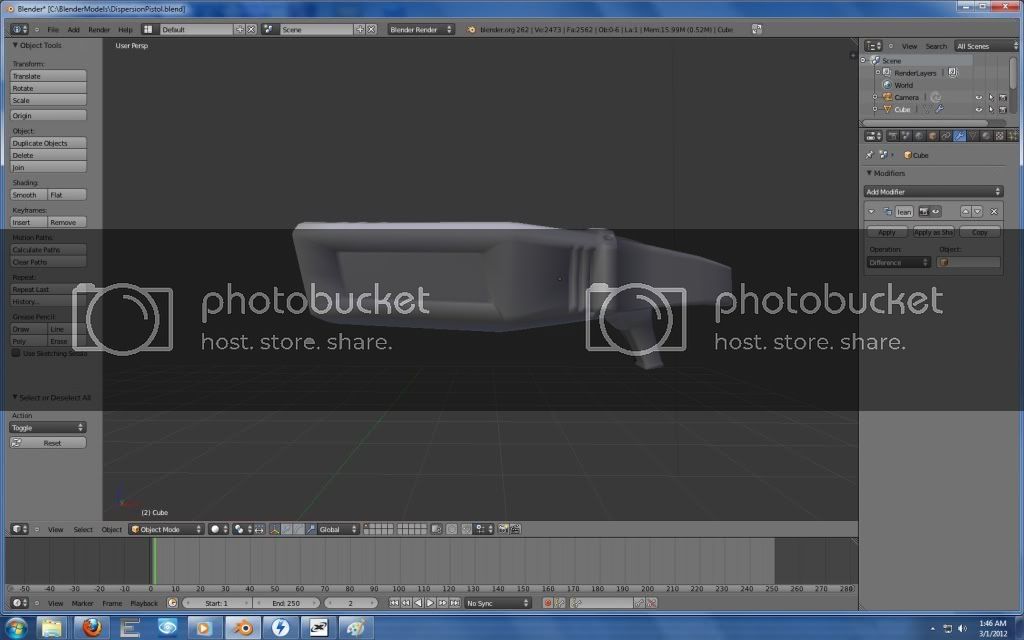 Blender* [C:\BlenderModels\DispersionPistol.blend]
File Add Render Help Default Scene Blender Render blender.org 262 | Ve:2473 | Fa:2562 | Ob:0-6 | La:1 | Mem:15.99M (0.52M) | Cube
Object Tools
User Persp
View Search All Scenes
Transform:
Translate
Rotate
Scale
Origin
Object:
Duplicate Objects
Delete
Join
Shading:
Smooth Flat
Keyframes:
Insert Remove
Motion Paths:
Calculate Paths
Clear Paths
Repeat:
Repeat Last
History...
Grease Pencil:
Draw Line
Poly Erase
Use Sketching Sessio
Select or Deselect All
Action
Toggle
Reset
Scene
RenderLayers
World
Camera
Cube
Cube
Modifiers
Add Modifier
lean
Apply Apply as Sha Copy
Operation: Object:
Difference
photobucket
host. store. share.
photobucket
host. store. share.
(2) Cube
View Select Object Object Mode Global
-50 -40 -30 -20 -10 0 10 20 30 40 50 60 70 80 90 100 110 120 130 140 150 160 170 180 190 200 210 220 230 240 250 260 270 280
View Marker Frame Playback Start: 1 End: 250 2 No Sync
1:46 AM
3/1/2012